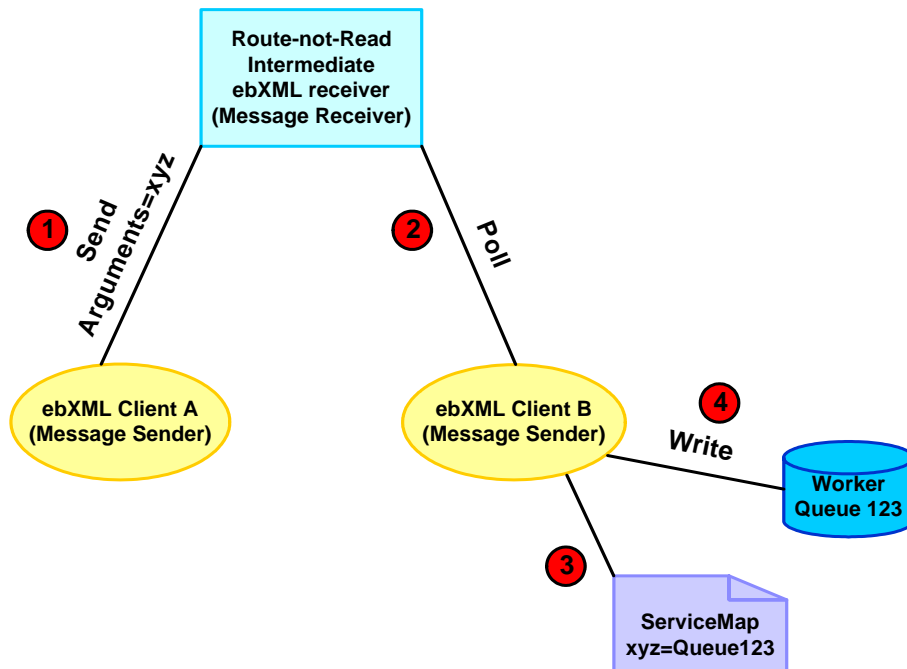 Route-not-Read
Intermediate
ebXML receiver
(Message Receiver)
1
Send
Arguments=xyz
2
Poll
ebXML Client A
(Message Sender)
ebXML Client B
(Message Sender)
4
Write
Worker
Queue 123
3
ServiceMap
xyz=Queue123